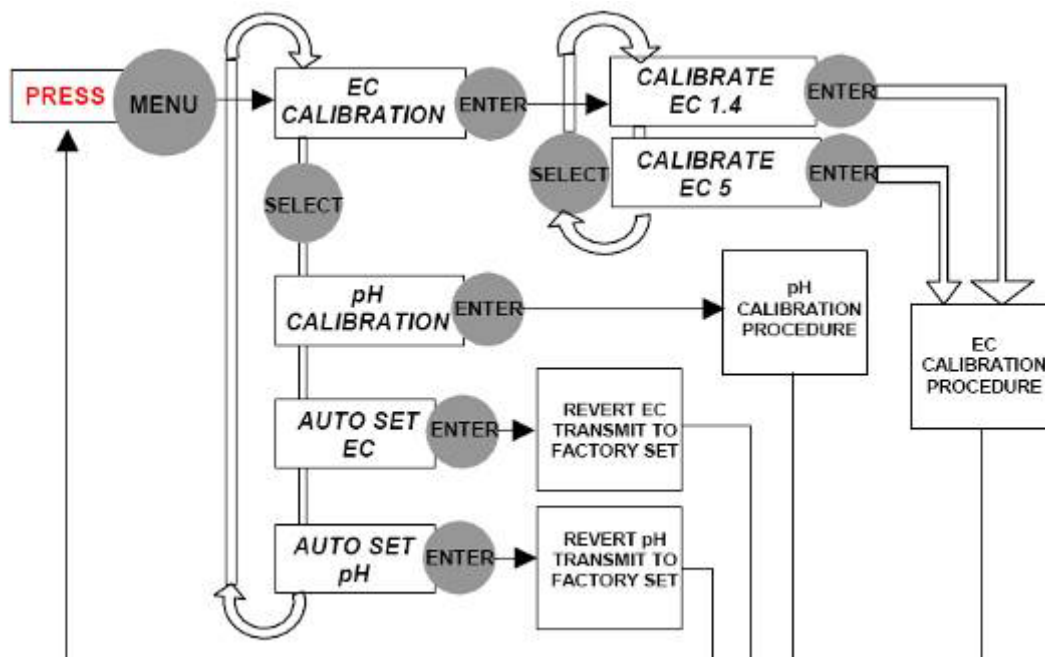 PRESS
MENU
EC
CALIBRATION
ENTER
CALIBRATE
EC 1.4
ENTER
SELECT
CALIBRATE
EC 5
ENTER
SELECT
pH
CALIBRATION
ENTER
pH
CALIBRATION
PROCEDURE
EC
CALIBRATION
PROCEDURE
AUTO SET
EC
ENTER
REVERT EC
TRANSMIT TO
FACTORY SET
AUTO SET
pH
ENTER
REVERT pH
TRANSMIT TO
FACTORY SET